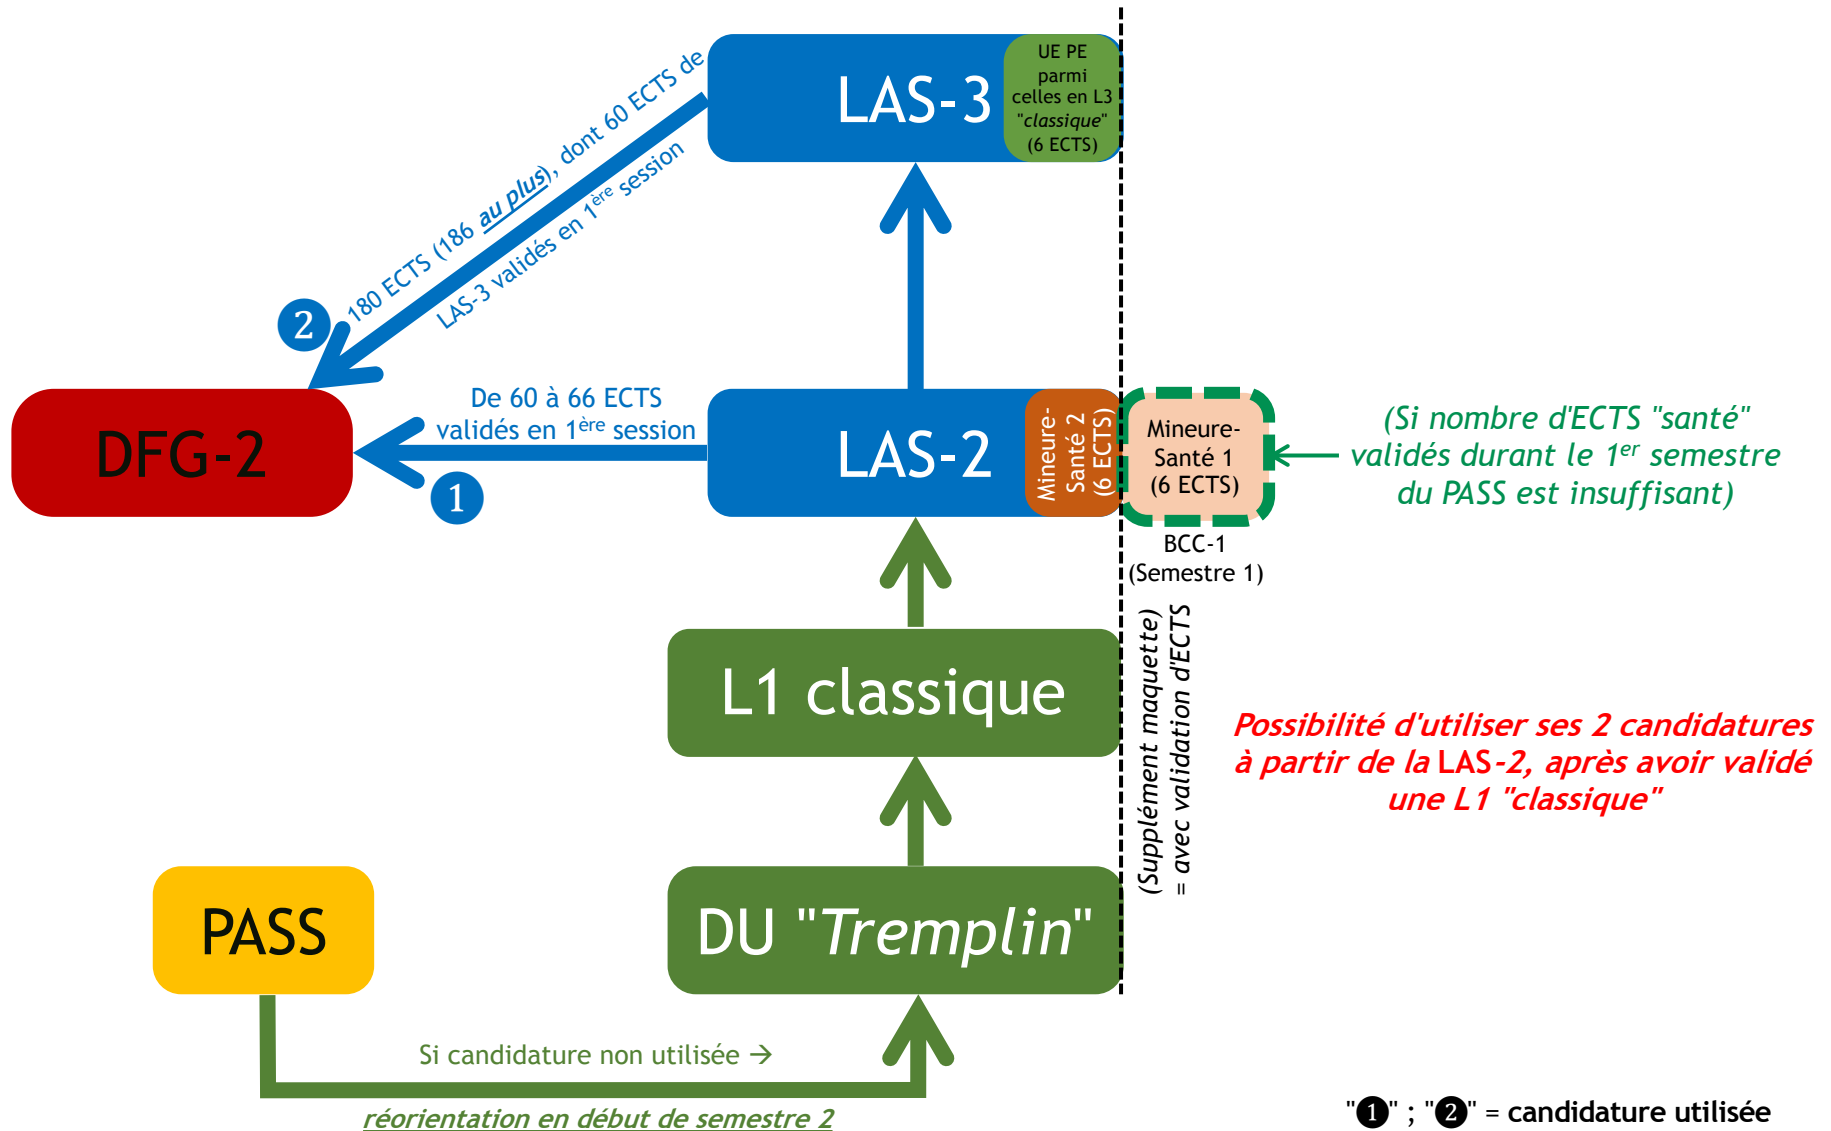 LAS-3
UE PE
parmi
celles en L3
"classique"
(6 ECTS)
180 ECTS (186 au plus), dont 60 ECTS de
LAS-3 validés en 1ère session
❷
DFG-2
De 60 à 66 ECTS
validés en 1ère session
❶
LAS-2
Mineure-
Santé 2
(6 ECTS)
Mineure-
Santé 1
(6 ECTS)
BCC-1
(Semestre 1)
(Si nombre d'ECTS "santé"
validés durant le 1er semestre
du PASS est insuffisant)
L1 classique
(Supplément maquette)
= avec validation d'ECTS
Possibilité d'utiliser ses 2 candidatures
à partir de la LAS-2, après avoir validé
une L1 "classique"
PASS
DU "Tremplin"
Si candidature non utilisée →
réorientation en début de semestre 2
"❶" ; "❷" = candidature utilisée